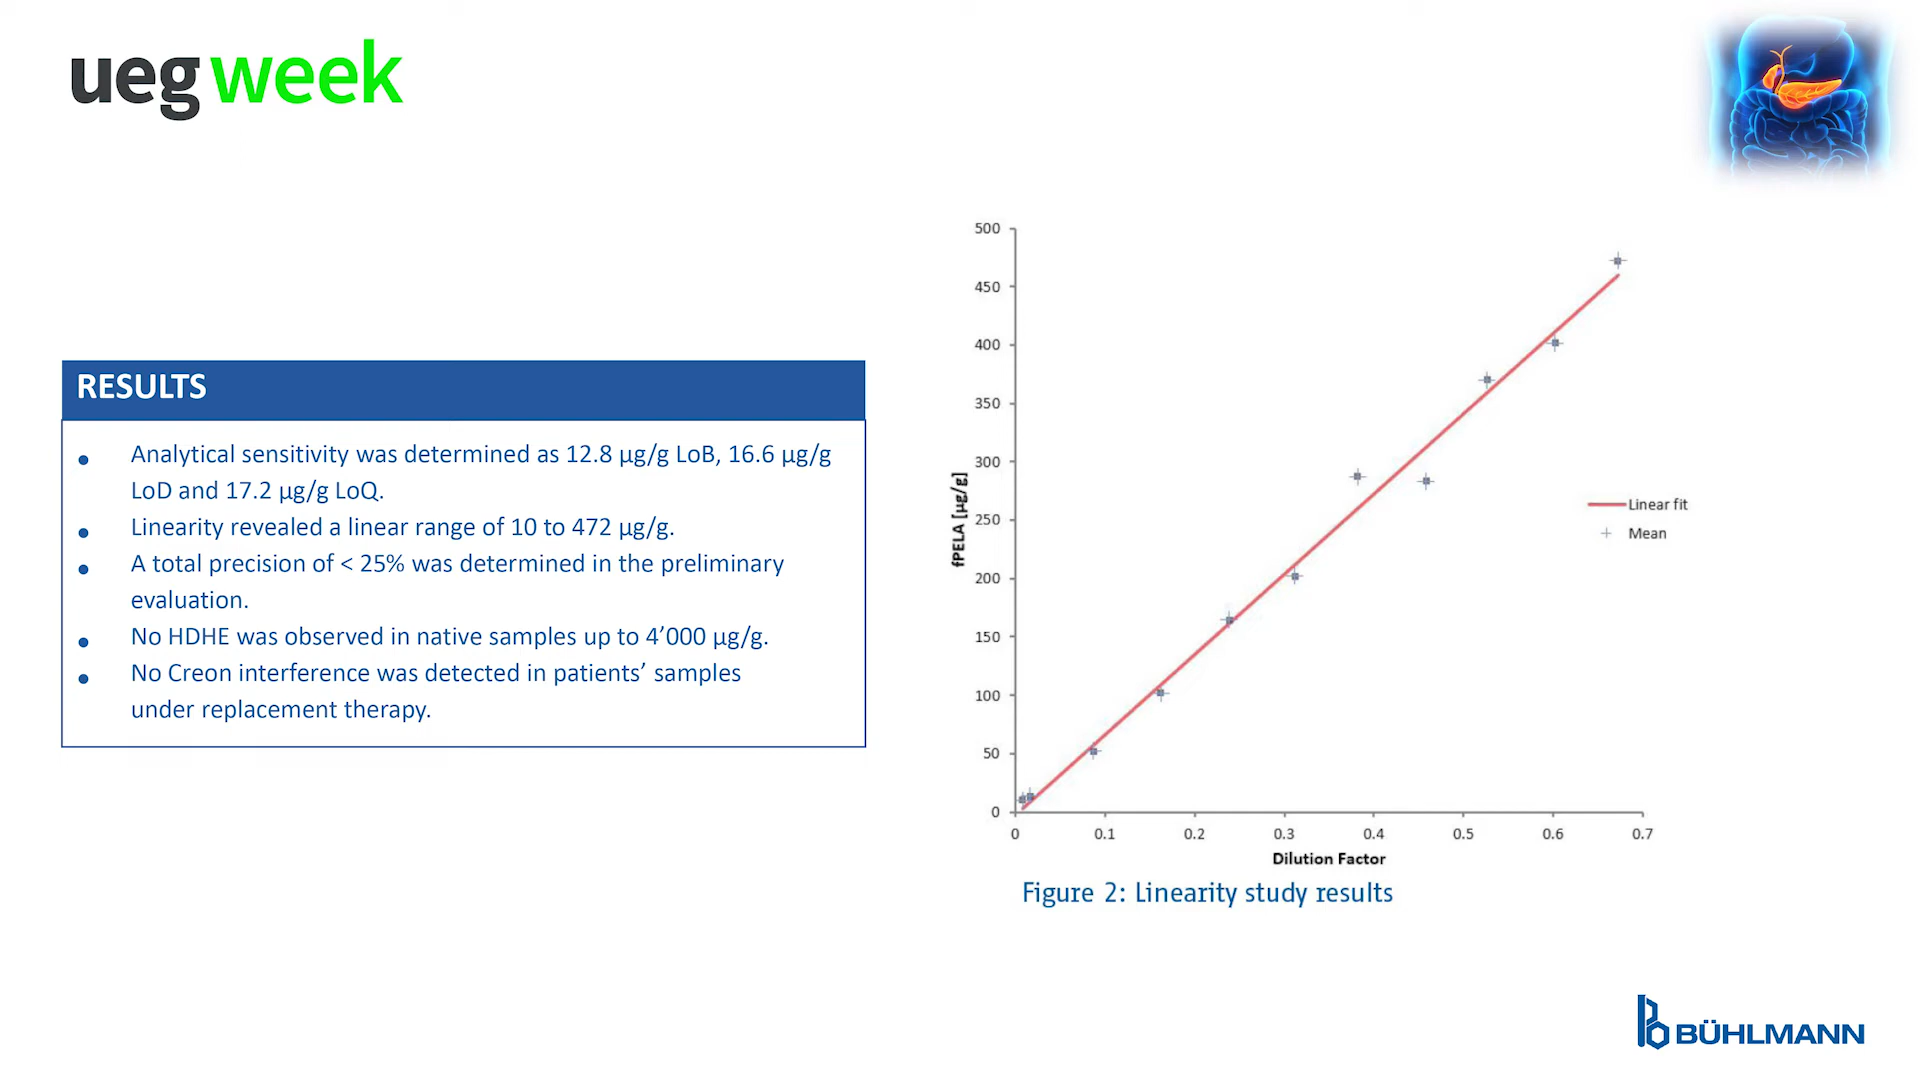 ueg week
RESULTS
• Analytical sensitivity was determined as 12.8 µg/g LoB, 16.6 µg/g
LoD and 17.2 µg/g LoQ.
• Linearity revealed a linear range of 10 to 472 µg/g.
• A total precision of < 25% was determined in the preliminary
evaluation.
• No HDHE was observed in native samples up to 4’000 µg/g.
• No Creon interference was detected in patients’ samples
under replacement therapy.
500
450
400
350
300
250
200
150
100
50
0
fPELA [µg/g]
0 0.1 0.2 0.3 0.4 0.5 0.6 0.7
Dilution Factor
Linear fit
Mean
Figure 2: Linearity study results
BÜHLMANN